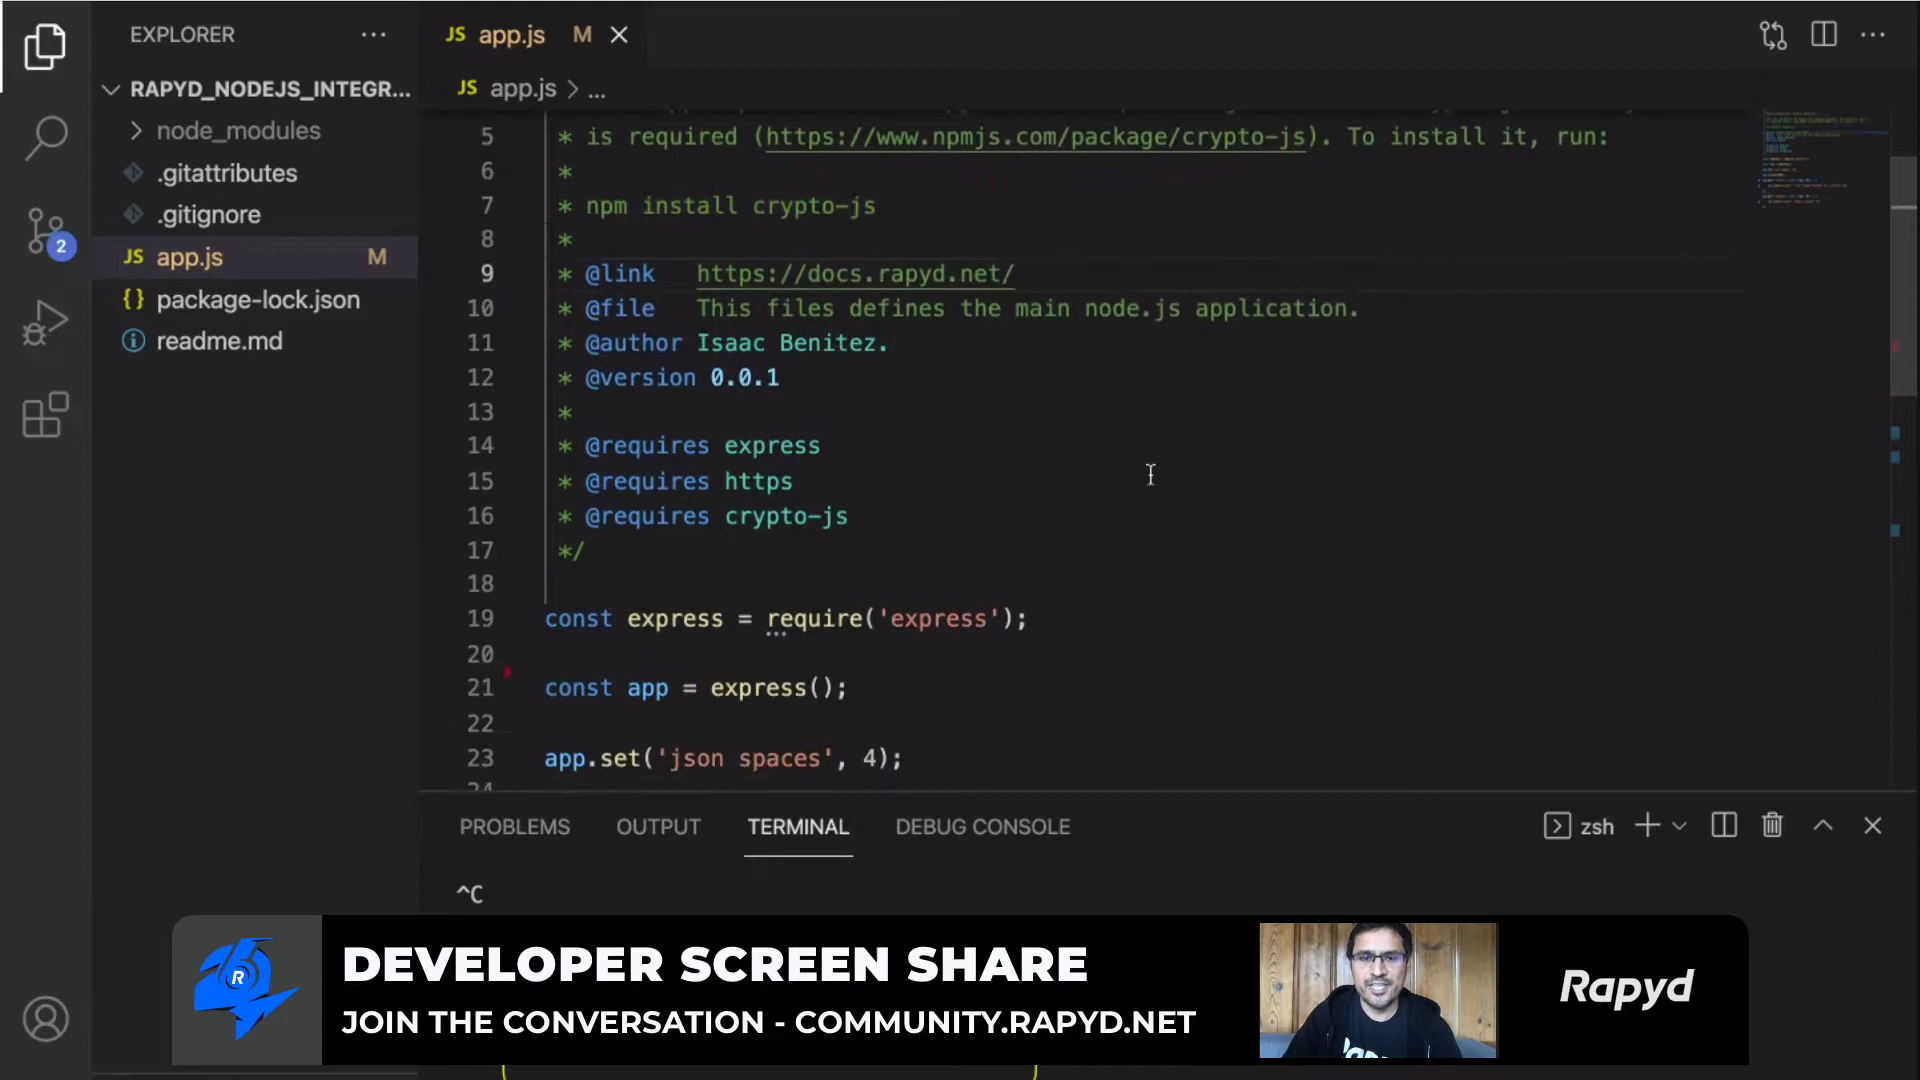 EXPLORER
RAPYD_NODEJS_INTEGR...
node_modules
.gitattributes
.gitignore
JS app.js M
{} package-lock.json
readme.md
2
JS app.js M
JS app.js > ...
5 * is required (https://www.npmjs.com/package/crypto-js). To install it, run:
6 *
7 * npm install crypto-js
8 *
9 * @link https://docs.rapyd.net/
10 * @file This files defines the main node.js application.
11 * @author Isaac Benitez.
12 * @version 0.0.1
13 *
14 * @requires express
15 * @requires https
16 * @requires crypto-js
17 */
18
19 const express = require('express');
20
21 const app = express();
22
23 app.set('json spaces', 4);
24
PROBLEMS OUTPUT TERMINAL DEBUG CONSOLE
zsh
^C
R
DEVELOPER SCREEN SHARE
JOIN THE CONVERSATION - COMMUNITY.RAPYD.NET
Rapyd